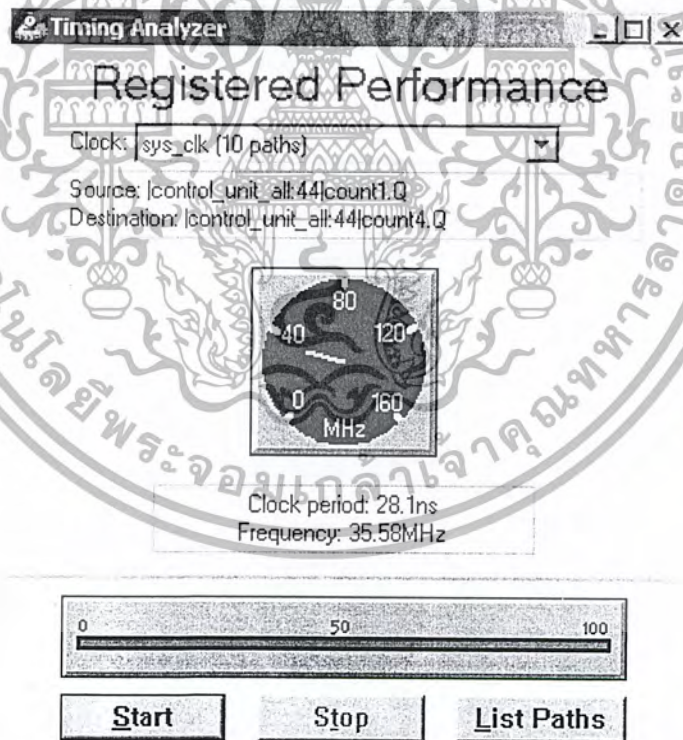 Timing Analyzer
Registered Performance
Clock: sys_clk (10 paths)
Source: |control_unit_all:44|count1.Q
Destination: |control_unit_all:44|count4.Q
80
40 120
0 160
MHz
Clock period: 28.1ns
Frequency: 35.58MHz
0 50 100
Start Stop List Paths